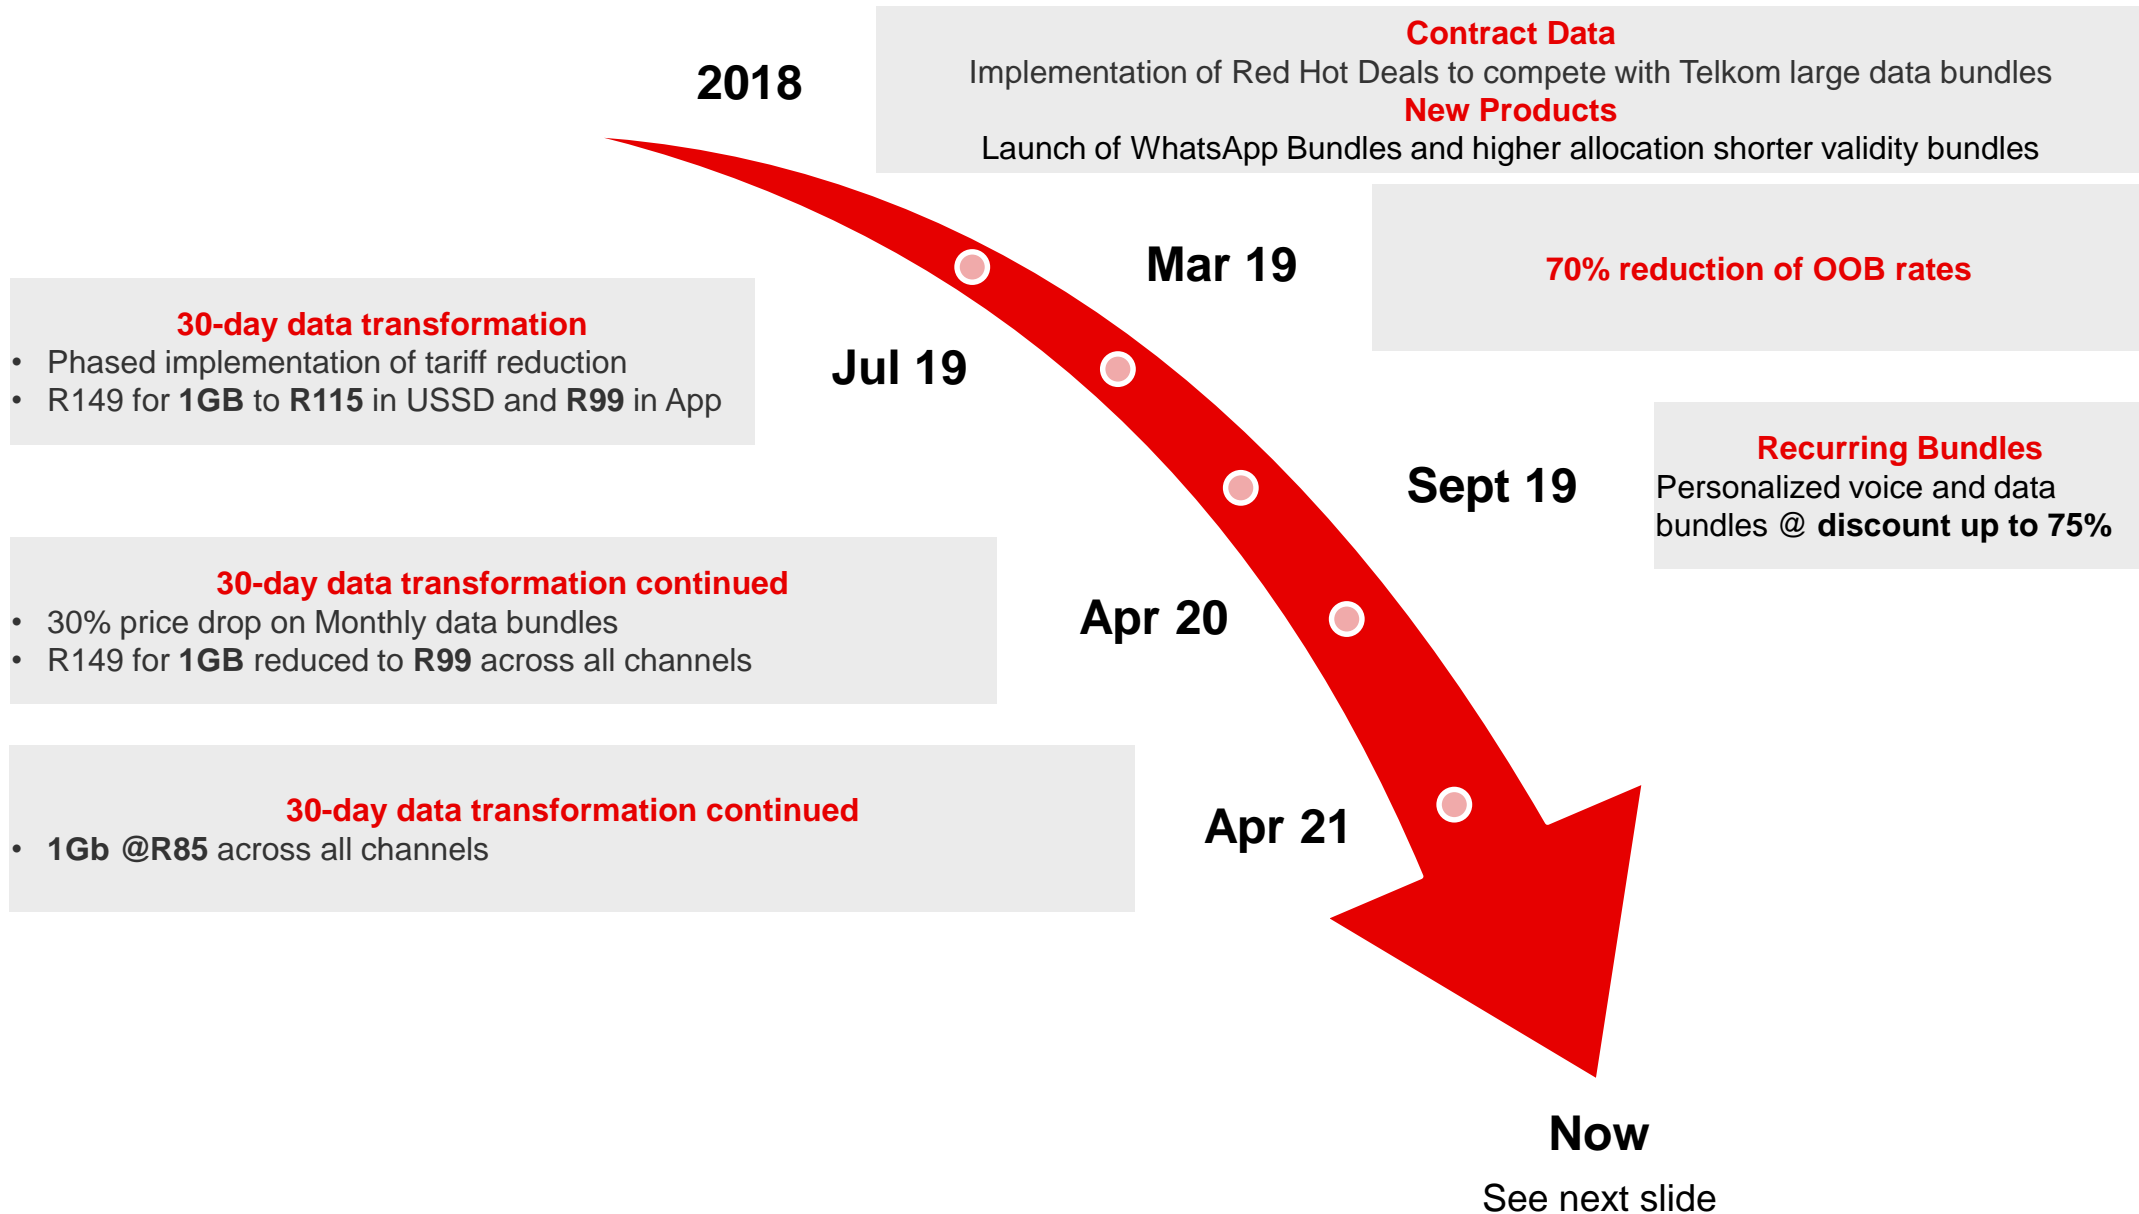 2018
Contract Data
Implementation of Red Hot Deals to compete with Telkom large data bundles
New Products
Launch of WhatsApp Bundles and higher allocation shorter validity bundles
Mar 19
70% reduction of OOB rates
30-day data transformation
• Phased implementation of tariff reduction
• R149 for 1GB to R115 in USSD and R99 in App
Jul 19
Sept 19
Recurring Bundles
Personalized voice and data
bundles @ discount up to 75%
30-day data transformation continued
• 30% price drop on Monthly data bundles
• R149 for 1GB reduced to R99 across all channels
Apr 20
30-day data transformation continued
• 1Gb @R85 across all channels
Apr 21
Now
See next slide